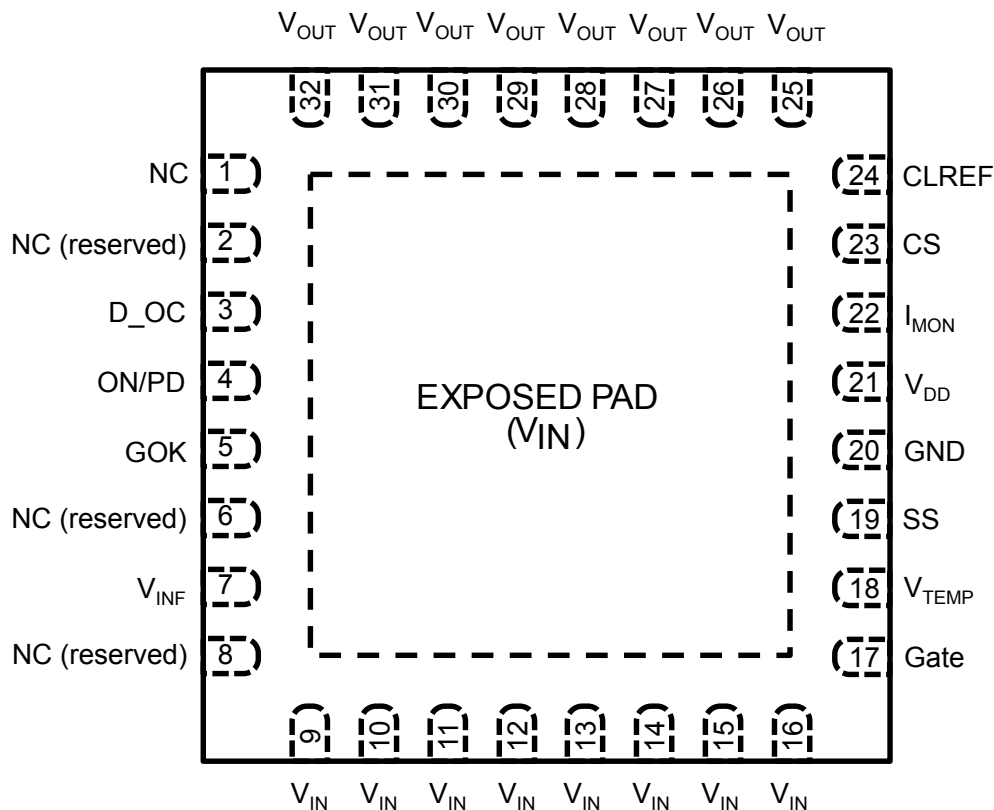 VOUT VOUT VOUT VOUT VOUT VOUT VOUT VOUT
32 31 30 29 28 27 26 25
NC 1
NC (reserved) 2
D_OC 3
ON/PD 4
GOK 5
NC (reserved) 6
VINF 7
NC (reserved) 8
EXPOSED PAD
(VIN)
24 CLREF
23 CS
22 IMON
21 VDD
20 GND
19 SS
18 VTEMP
17 Gate
9 10 11 12 13 14 15 16
VIN VIN VIN VIN VIN VIN VIN VIN